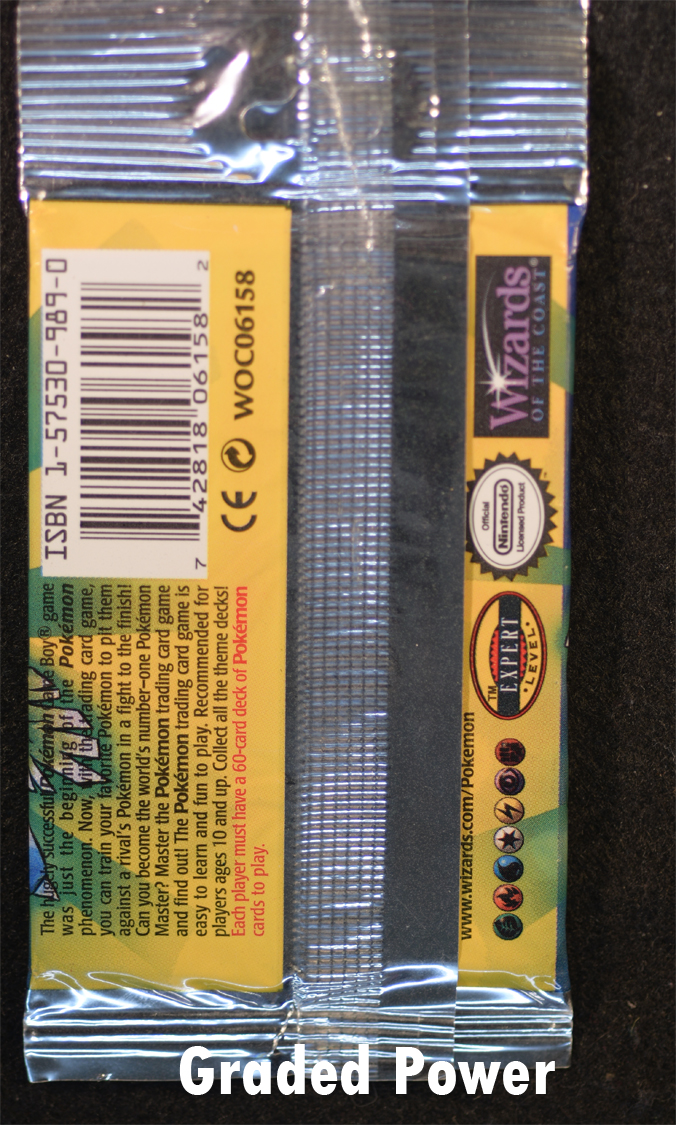 ISBN 1-57530-989-0
7 42818 06158 2
CE WOC06158
The hugely successful Pokémon Game Boy® game
was just the beginning of the Pokémon
phenomenon. Now, with the trading card game,
you can train your favorite Pokémon to pit them
against a rival's Pokémon in a fight to the finish!
Can you become the world's number-one Pokémon
Master? Master the Pokémon trading card game
and find out! The Pokémon trading card game is
easy to learn and fun to play. Recommended for
players ages 10 and up. Collect all the theme decks!
Each player must have a 60-card deck of Pokémon
cards to play.
Wizards
OF THE COAST®
Official
Nintendo
Licensed Product
TM
EXPERT
LEVEL
www.wizards.com/Pokemon
Graded Power